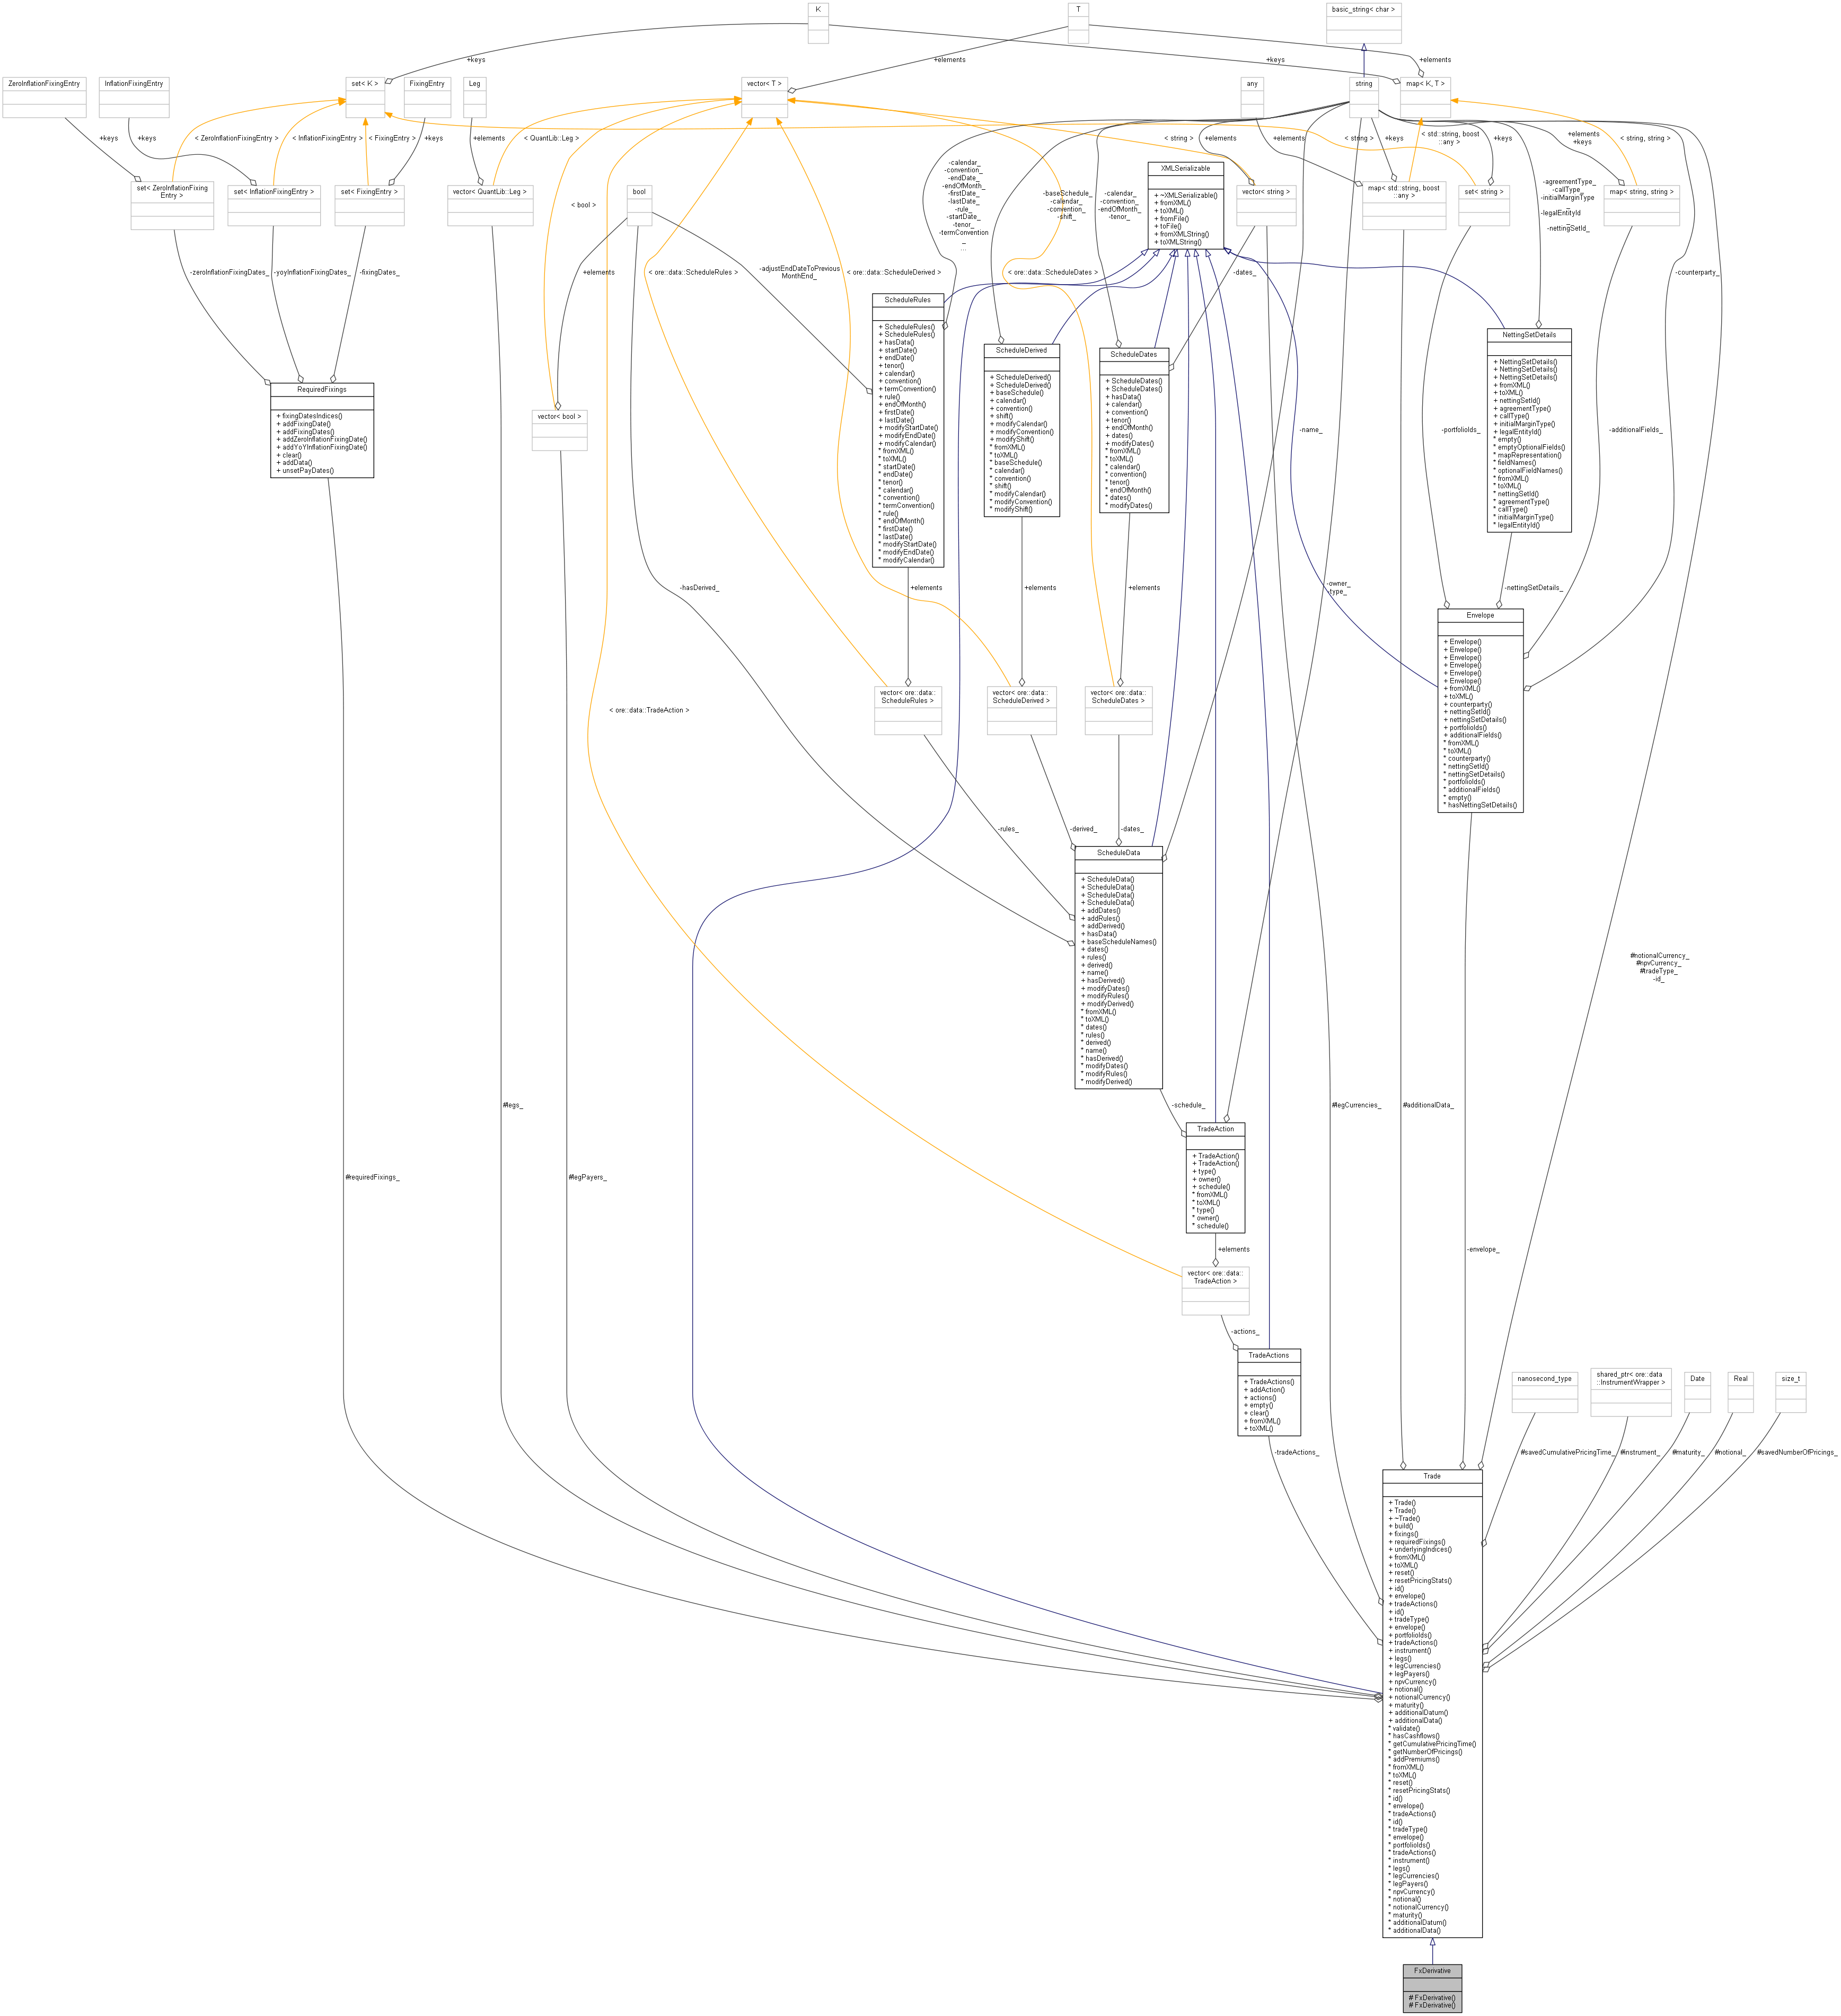 K
T
basic_string< char >
+keys
+elements
+keys
+elements
ZeroInflationFixingEntry
InflationFixingEntry
set< K >
FixingEntry
Leg
vector< T >
any
string
map< K, T >
+keys
+keys
< ZeroInflationFixingEntry >
< InflationFixingEntry >
< FixingEntry >
+keys
+elements
< QuantLib::Leg >
< string >
+elements
+elements
< string >
+keys
< std::string, boost
::any >
+keys
+elements
+keys
< string, string >
set< ZeroInflationFixing
Entry >
set< InflationFixingEntry >
set< FixingEntry >
vector< QuantLib::Leg >
bool
< bool >
-calendar_
-convention_
-endDate_
-endOfMonth_
-firstDate_
-lastDate_
-rule_
-startDate_
-tenor_
-termConvention
_
...
-baseSchedule_
-calendar_
-convention_
-shift_
-calendar_
-convention_
-endOfMonth_
-tenor_
XMLSerializable
+ ~XMLSerializable()
+ fromXML()
+ toXML()
+ fromFile()
+ toFile()
+ fromXMLString()
+ toXMLString()
vector< string >
map< std::string, boost
::any >
set< string >
-agreementType_
-callType_
-initialMarginType
_
-legalEntityId
_
-nettingSetId_
map< string, string >
-zeroInflationFixingDates_
-yoyInflationFixingDates_
-fixingDates_
+elements
< ore::data::ScheduleRules >
-adjustEndDateToPrevious
MonthEnd_
< ore::data::ScheduleDerived >
< ore::data::ScheduleDates >
-dates_
-counterparty_
RequiredFixings
+ fixingDatesIndices()
+ addFixingDate()
+ addFixingDates()
+ addZeroInflationFixingDate()
+ addYoYInflationFixingDate()
+ clear()
+ addData()
+ unsetPayDates()
vector< bool >
ScheduleRules
+ ScheduleRules()
+ ScheduleRules()
+ hasData()
+ startDate()
+ endDate()
+ tenor()
+ calendar()
+ convention()
+ termConvention()
+ rule()
+ endOfMonth()
+ firstDate()
+ lastDate()
+ modifyStartDate()
+ modifyEndDate()
+ modifyCalendar()
* fromXML()
* toXML()
* startDate()
* endDate()
* tenor()
* calendar()
* convention()
* termConvention()
* rule()
* endOfMonth()
* firstDate()
* lastDate()
* modifyStartDate()
* modifyEndDate()
* modifyCalendar()
ScheduleDerived
+ ScheduleDerived()
+ ScheduleDerived()
+ baseSchedule()
+ calendar()
+ convention()
+ shift()
+ modifyCalendar()
+ modifyConvention()
+ modifyShift()
* fromXML()
* toXML()
* baseSchedule()
* calendar()
* convention()
* shift()
* modifyCalendar()
* modifyConvention()
* modifyShift()
ScheduleDates
+ ScheduleDates()
+ ScheduleDates()
+ hasData()
+ calendar()
+ convention()
+ tenor()
+ endOfMonth()
+ dates()
+ modifyDates()
* fromXML()
* toXML()
* calendar()
* convention()
* tenor()
* endOfMonth()
* dates()
* modifyDates()
-name_
-portfolioIds_
NettingSetDetails
+ NettingSetDetails()
+ NettingSetDetails()
+ NettingSetDetails()
+ fromXML()
+ toXML()
+ nettingSetId()
+ agreementType()
+ callType()
+ initialMarginType()
+ legalEntityId()
* empty()
* emptyOptionalFields()
* mapRepresentation()
* fieldNames()
* optionalFieldNames()
* fromXML()
* toXML()
* nettingSetId()
* agreementType()
* callType()
* initialMarginType()
* legalEntityId()
-additionalFields_
-hasDerived_
+elements
+elements
+elements
-owner_
-type_
-nettingSetDetails_
Envelope
+ Envelope()
+ Envelope()
+ Envelope()
+ Envelope()
+ Envelope()
+ Envelope()
+ fromXML()
+ toXML()
+ counterparty()
+ nettingSetId()
+ nettingSetDetails()
+ portfolioIds()
+ additionalFields()
* fromXML()
* toXML()
* counterparty()
* nettingSetId()
* nettingSetDetails()
* portfolioIds()
* additionalFields()
* empty()
* hasNettingSetDetails()
< ore::data::TradeAction >
vector< ore::data::
ScheduleRules >
vector< ore::data::
ScheduleDerived >
vector< ore::data::
ScheduleDates >
-rules_
-derived_
-dates_
ScheduleData
+ ScheduleData()
+ ScheduleData()
+ ScheduleData()
+ ScheduleData()
+ addDates()
+ addRules()
+ addDerived()
+ hasData()
+ baseScheduleNames()
+ dates()
+ rules()
+ derived()
+ name()
+ hasDerived()
+ modifyDates()
+ modifyRules()
+ modifyDerived()
* fromXML()
* toXML()
* dates()
* rules()
* derived()
* name()
* hasDerived()
* modifyDates()
* modifyRules()
* modifyDerived()
#notionalCurrency_
#npvCurrency_
#tradeType_
-id_
#legs_
-schedule_
#legCurrencies_
#additionalData_
#requiredFixings_
#legPayers_
TradeAction
+ TradeAction()
+ TradeAction()
+ type()
+ owner()
+ schedule()
* fromXML()
* toXML()
* type()
* owner()
* schedule()
+elements
-envelope_
vector< ore::data::
TradeAction >
-actions_
TradeActions
+ TradeActions()
+ addAction()
+ actions()
+ empty()
+ clear()
+ fromXML()
+ toXML()
nanosecond_type
shared_ptr< ore::data
::InstrumentWrapper >
Date
Real
size_t
-tradeActions_
#savedCumulativePricingTime_
#instrument_
#maturity_
#notional_
#savedNumberOfPricings_
Trade
+ Trade()
+ Trade()
+ ~Trade()
+ build()
+ fixings()
+ requiredFixings()
+ underlyingIndices()
+ fromXML()
+ toXML()
+ reset()
+ resetPricingStats()
+ id()
+ envelope()
+ tradeActions()
+ id()
+ tradeType()
+ envelope()
+ portfolioIds()
+ tradeActions()
+ instrument()
+ legs()
+ legCurrencies()
+ legPayers()
+ npvCurrency()
+ notional()
+ notionalCurrency()
+ maturity()
+ additionalDatum()
+ additionalData()
* validate()
* hasCashflows()
* getCumulativePricingTime()
* getNumberOfPricings()
* addPremiums()
* fromXML()
* toXML()
* reset()
* resetPricingStats()
* id()
* envelope()
* tradeActions()
* id()
* tradeType()
* envelope()
* portfolioIds()
* tradeActions()
* instrument()
* legs()
* legCurrencies()
* legPayers()
* npvCurrency()
* notional()
* notionalCurrency()
* maturity()
* additionalDatum()
* additionalData()
FxDerivative
# FxDerivative()
# FxDerivative()